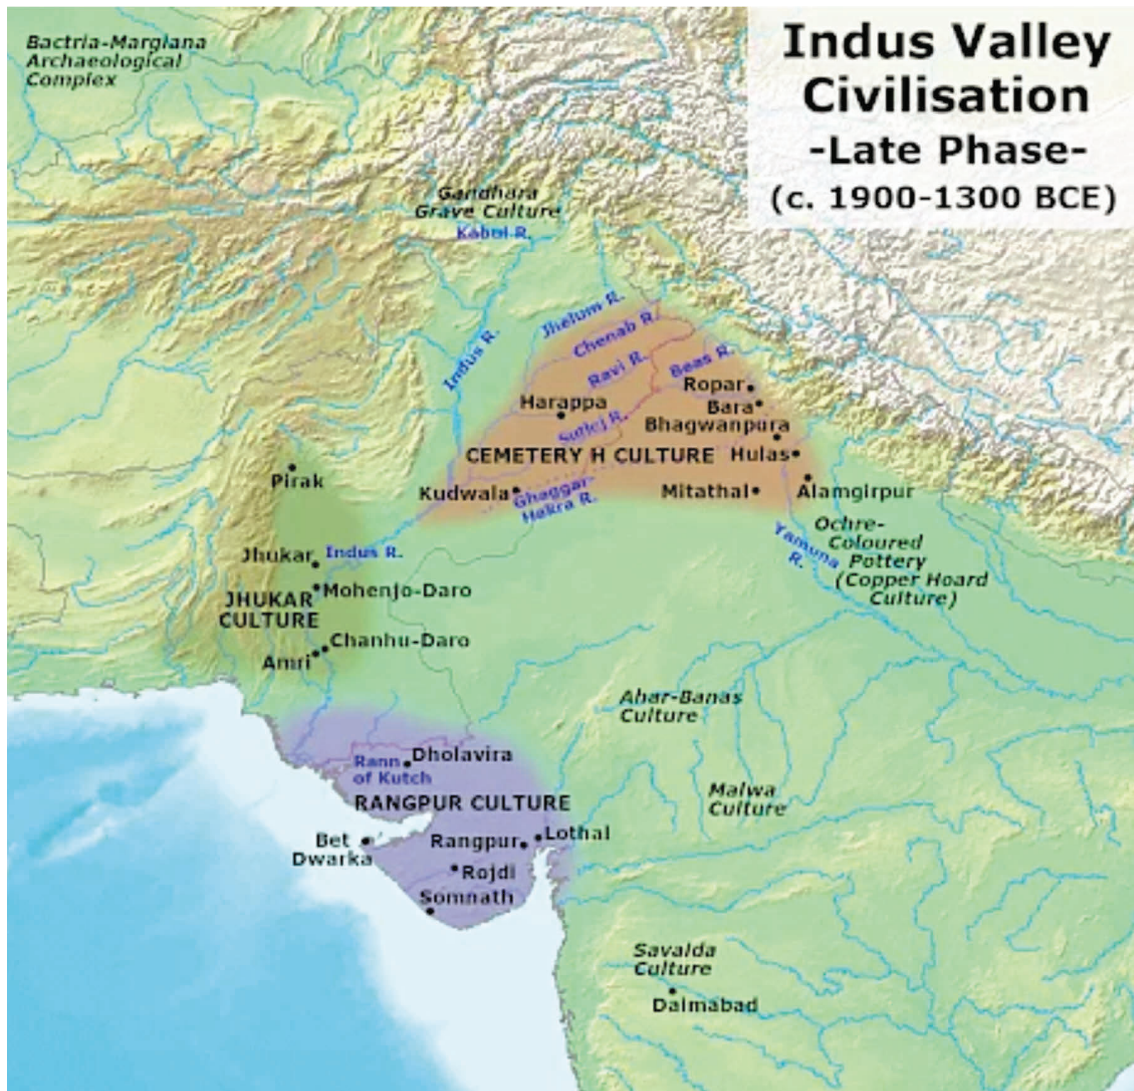 Indus Valley
Civilisation
-Late Phase-
(c. 1900-1300 BCE)
Bactria-Margiana
Archaeological
Complex
Gandhara
Grave Culture
Kabul R.
Jhelum R.
Chenab R.
Indus R.
Ravi R.
Beas R.
Ropar
Harappa
Bara
Sutlej R.
Bhagwanpura
CEMETERY H CULTURE
Hulas
Pirak
Kudwala
Ghaggar-
Hakra R.
Mitathal
Alamgirpur
Ochre-
Coloured
Pottery
(Copper Hoard
Culture)
Yamuna
R.
Jhukar
Indus R.
Mohenjo-Daro
JHUKAR
CULTURE
Chanhu-Daro
Amri
Ahar-Banas
Culture
Dholavira
Rann
of Kutch
Malwa
Culture
RANGPUR CULTURE
Bet
Dwarka
Rangpur
Lothal
Rojdi
Somnath
Savalda
Culture
Daimabad